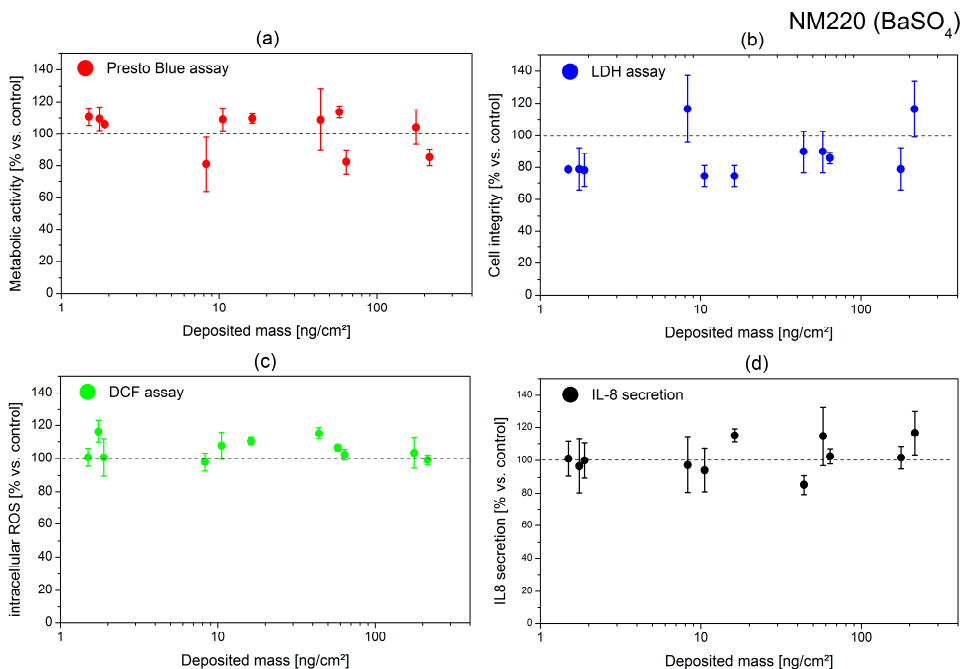 NM220 (BaSO₄)
(a)
Presto Blue assay
Metabolic activity [% vs. control]
140
120
100
80
60
40
20
0
1
10
100
Deposited mass [ng/cm²]
(b)
LDH assay
Cell integrity [% vs. control]
140
120
100
80
60
40
20
0
1
10
100
Deposited mass [ng/cm²]
(c)
DCF assay
intracellular ROS [% vs. control]
140
120
100
80
60
40
20
0
1
10
100
Deposited mass [ng/cm²]
(d)
IL-8 secretion
IL8 secretion [% vs. control]
140
120
100
80
60
40
20
0
1
10
100
Deposited mass [ng/cm²]